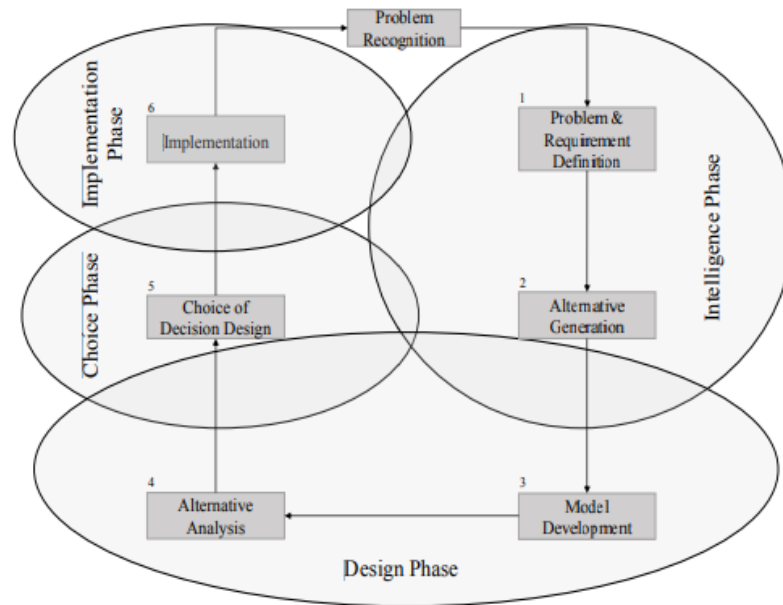 Problem
Recognition
1
Problem &
Requirement
Definition
2
Alternative
Generation
Intelligence Phase
3
Model
Development
4
Alternative
Analysis
Design Phase
5
Choice of
Decision Design
Choice Phase
6
Implementation
Implementation
Phase